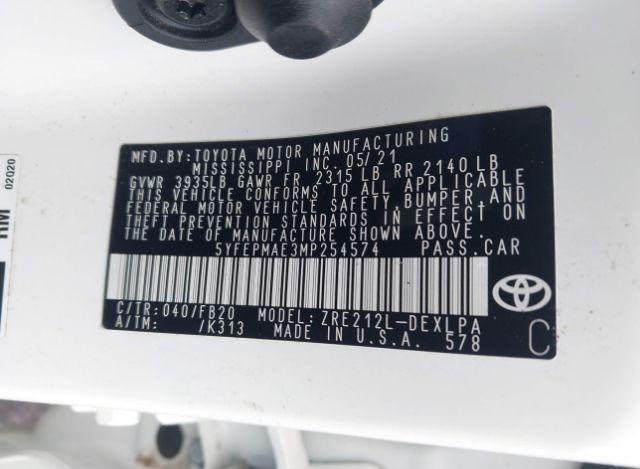 MFD.BY:TOYOTA MOTOR MANUFACTURING
MISSISSIPPI INC. 05/21
GVWR 3935LB GAWR FR 2315 LB RR 2140 LB
THIS VEHICLE CONFORMS TO ALL APPLICABLE
FEDERAL MOTOR VEHICLE SAFETY,BUMPER,AND
THEFT PREVENTION STANDARDS IN EFFECT ON
THE DATE OF MANUFACTURE SHOWN ABOVE.
5YFEPMAE3MP254574 PASS.CAR
C/TR:040/FB20 MODEL:ZRE212L-DEXLPA
A/TM: /K313 MADE IN U.S.A. 578
C
02020
RM